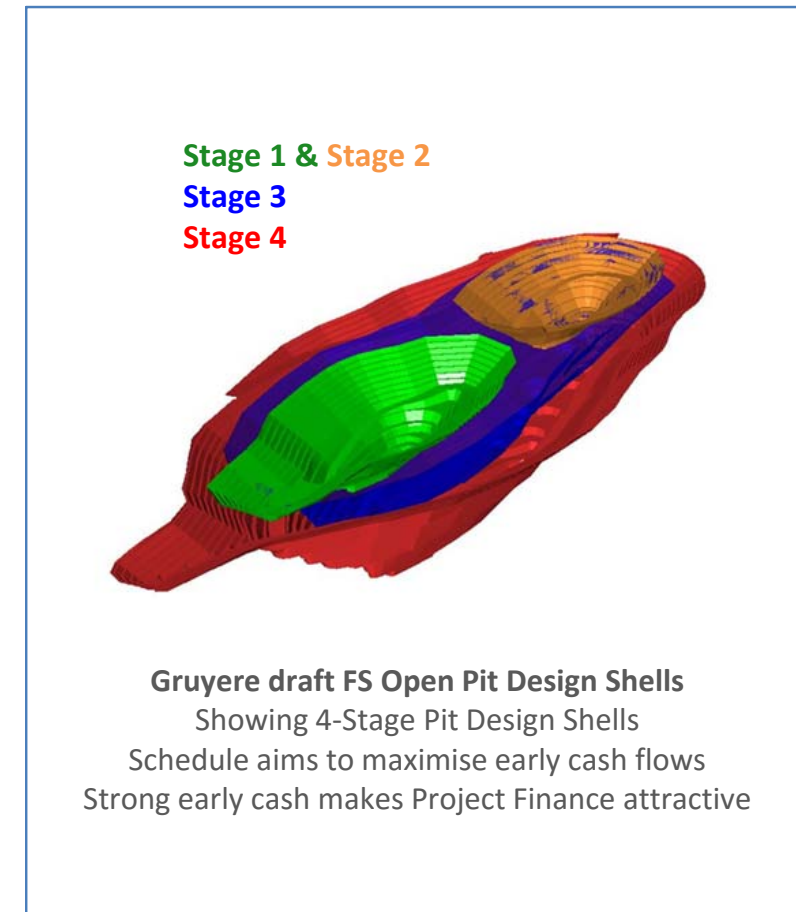 Stage 1 & Stage 2
Stage 3
Stage 4
Gruyere draft FS Open Pit Design Shells
Showing 4-Stage Pit Design Shells
Schedule aims to maximise early cash flows
Strong early cash makes Project Finance attractive